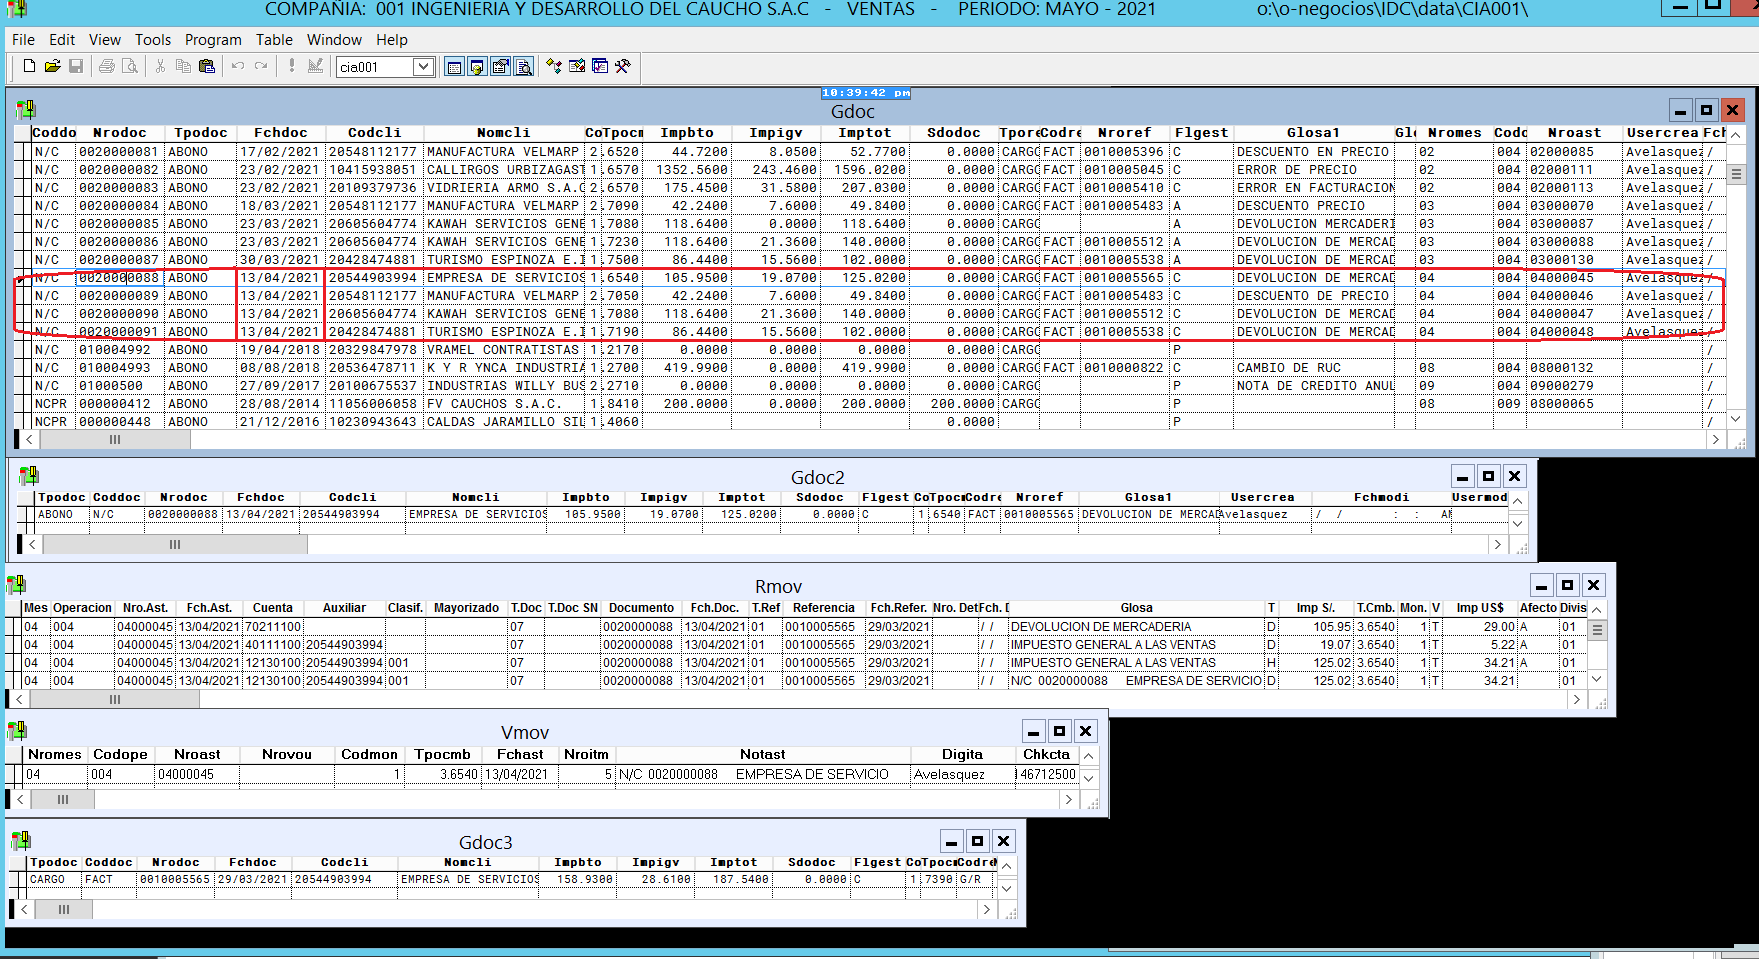 COMPAÑIA: 001 INGENIERIA Y DESARROLLO DEL CAUCHO S.A.C - VENTAS - PERIODO: MAYO - 2021 o:\o-negocios\IDC\data\CIA001\
File Edit View Tools Program Table Window Help
cia001
10:39:42 pm
Gdoc
Coddo Nrodoc Tpodoc Fchdoc Codcli Nomcli Co Tpocm Impbto Impigv Imptot Sdodoc Tpore Codre Nroref Flgest Glosa1 Glo Nromes Codo Nroast Usercrea Fch
N/C 0020000081 ABONO 17/02/2021 20548112177 MANUFACTURA VELMARP 2 .6520 44.7200 8.0500 52.7700 0.0000 CARGO FACT 0010005396 C DESCUENTO EN PRECIO 02 004 02000085 Avelasquez /
N/C 0020000082 ABONO 23/02/2021 10415938051 CALLIRGOS URBIZAGAST 1 .6570 1352.5600 243.4600 1596.0200 0.0000 CARGO FACT 0010005045 C ERROR DE PRECIO 02 004 02000111 Avelasquez /
N/C 0020000083 ABONO 23/02/2021 20109379736 VIDRIERIA ARMO S.A.C 2 .6570 175.4500 31.5800 207.0300 0.0000 CARGO FACT 0010005410 C ERROR EN FACTURACION 02 004 02000113 Avelasquez /
N/C 0020000084 ABONO 18/03/2021 20548112177 MANUFACTURA VELMARP 2 .7090 42.2400 7.6000 49.8400 0.0000 CARGO FACT 0010005483 C DESCUENTO PRECIO 03 004 03000070 Avelasquez /
N/C 0020000085 ABONO 23/03/2021 20605604774 KAWAH SERVICIOS GENE 1 .7080 118.6400 0.0000 118.6400 0.0000 CARGO A DEVOLUCION MERCADERI 03 004 03000087 Avelasquez /
N/C 0020000086 ABONO 23/03/2021 20605604774 KAWAH SERVICIOS GENE 1 .7230 118.6400 21.3600 140.0000 0.0000 CARGO FACT 0010005512 A DEVOLUCION DE MERCAD 03 004 03000088 Avelasquez /
N/C 0020000087 ABONO 30/03/2021 20428474881 TURISMO ESPINOZA E.I 1 .7500 86.4400 15.5600 102.0000 0.0000 CARGO FACT 0010005538 A DEVOLUCION DE MERCAD 03 004 03000130 Avelasquez /
N/C 0020000088 ABONO 13/04/2021 20544903994 EMPRESA DE SERVICIOS 1 .6540 105.9500 19.0700 125.0200 0.0000 CARGO FACT 0010005565 C DEVOLUCION DE MERCAD 04 004 04000045 Avelasquez /
N/C 0020000089 ABONO 13/04/2021 20548112177 MANUFACTURA VELMARP 2 .7050 42.2400 7.6000 49.8400 0.0000 CARGO FACT 0010005483 C DESCUENTO DE PRECIO 04 004 04000046 Avelasquez /
N/C 0020000090 ABONO 13/04/2021 20605604774 KAWAH SERVICIOS GENE 1 .7080 118.6400 21.3600 140.0000 0.0000 CARGO FACT 0010005512 C DEVOLUCION DE MERCAD 04 004 04000047 Avelasquez /
N/C 0020000091 ABONO 13/04/2021 20428474881 TURISMO ESPINOZA E.I 1 .7190 86.4400 15.5600 102.0000 0.0000 CARGO FACT 0010005538 C DEVOLUCION DE MERCAD 04 004 04000048 Avelasquez /
N/C 010004992 ABONO 19/04/2018 20329847978 VRAMEL CONTRATISTAS 1 .2170 0.0000 0.0000 0.0000 0.0000 CARGO P /
N/C 010004993 ABONO 08/08/2018 20536478711 K Y R YNCA INDUSTRIA 1 .2700 419.9900 0.0000 419.9900 0.0000 CARGO FACT 0010000822 C CAMBIO DE RUC 08 004 08000132 /
N/C 01000500 ABONO 27/09/2017 20100675537 INDUSTRIAS WILLY BUS 2 .2710 0.0000 0.0000 0.0000 0.0000 CARGO P NOTA DE CREDITO ANUL 09 004 09000279 /
NCPR 000000412 ABONO 28/08/2014 11056006058 FV CAUCHOS S.A.C. 1 .8410 200.0000 0.0000 200.0000 200.0000 CARGO P 08 009 08000065 /
NCPR 000000448 ABONO 21/12/2016 10230943643 CALDAS JARAMILLO SIL 1 .4060 0.0000 P /
Gdoc2
Tpodoc Coddoc Nrodoc Fchdoc Codcli Nomcli Impbto Impigv Imptot Sdodoc Flgest Co Tpocm Codre Nroref Glosa1 Usercrea Fchmodi Usermod
ABONO N/C 0020000088 13/04/2021 20544903994 EMPRESA DE SERVICIOS 105.9500 19.0700 125.0200 0.0000 C 1 .6540 FACT 0010005565 DEVOLUCION DE MERCAD Avelasquez / / : : AM
Rmov
Mes Operacion Nro.Ast. Fch.Ast. Cuenta Auxiliar Clasif. Mayorizado T.Doc T.Doc SN Documento Fch.Doc. T.Ref Referencia Fch.Refer. Nro. Det Fch. D Glosa T Imp S/. T.Cmb. Mon. V Imp US$ Afecto Divis
04 004 04000045 13/04/2021 70211100 07 0020000088 13/04/2021 01 0010005565 29/03/2021 / / DEVOLUCION DE MERCADERIA D 105.95 3.6540 1 T 29.00 A 01
04 004 04000045 13/04/2021 40111100 20544903994 07 0020000088 13/04/2021 01 0010005565 29/03/2021 / / IMPUESTO GENERAL A LAS VENTAS D 19.07 3.6540 1 T 5.22 A 01
04 004 04000045 13/04/2021 12130100 20544903994 001 07 0020000088 13/04/2021 01 0010005565 29/03/2021 / / IMPUESTO GENERAL A LAS VENTAS H 125.02 3.6540 1 T 34.21 A 01
04 004 04000045 13/04/2021 12130100 20544903994 001 07 0020000088 13/04/2021 01 0010005565 29/03/2021 / / N/C 0020000088 EMPRESA DE SERVICIO D 125.02 3.6540 1 T 34.21 01
Vmov
Nromes Codope Nroast Nrovou Codmon Tpocmb Fchast Nroitm Notast Digita Chkcta
04 004 04000045 1 3.6540 13/04/2021 5 N/C 0020000088 EMPRESA DE SERVICIO Avelasquez 146712500
Gdoc3
Tpodoc Coddoc Nrodoc Fchdoc Codcli Nomcli Impbto Impigv Imptot Sdodoc Flgest Co Tpocm Codre
CARGO FACT 0010005565 29/03/2021 20544903994 EMPRESA DE SERVICIOS 158.9300 28.6100 187.5400 0.0000 C 1 .7390 G/R